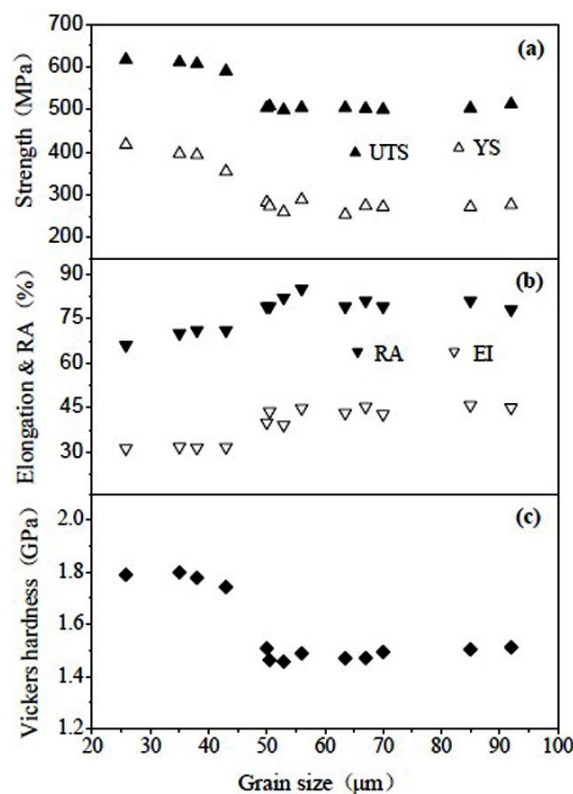 700
600
500
400
300
200
Strength (MPa)
(a)
UTS
YS
90
75
60
45
30
Elongation & RA (%)
(b)
RA
EI
2.0
1.8
1.6
1.4
1.2
Vickers hardness (GPa)
(c)
20 30 40 50 60 70 80 90 100
Grain size (μm)